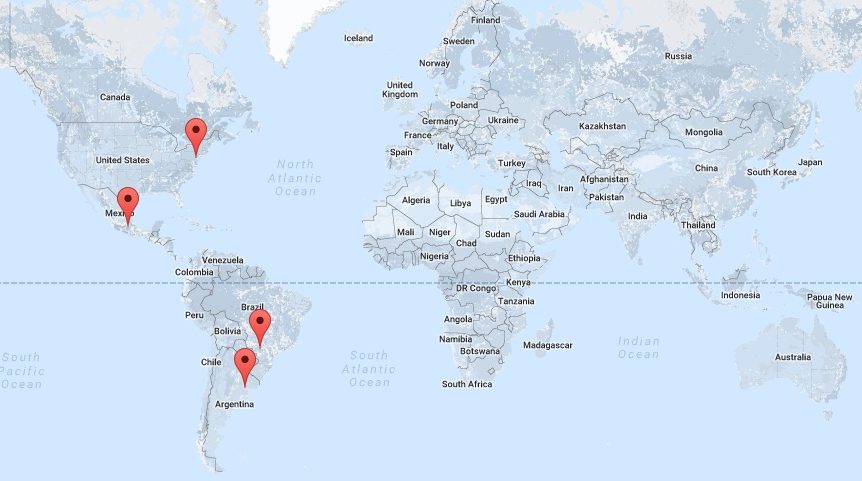 Finland
Iceland
Sweden
Russia
Norway
United
Kingdom
Canada
Poland
Germany
Ukraine
Kazakhstan
Mongolia
France
Italy
Spain
United States
Turkey
Japan
China
South Korea
North
Atlantic
Ocean
Afghanistan
Iraq
Iran
Pakistan
Algeria
Libya
Egypt
Mexico
Saudi Arabia
India
Thailand
Mali
Niger
Sudan
Chad
Nigeria
Ethiopia
Venezuela
Colombia
Kenya
DR Congo
Indonesia
Papua New
Guinea
Tanzania
Brazil
Peru
Angola
Bolivia
Namibia
Botswana
Madagascar
Indian
Ocean
South
Pacific
Ocean
Chile
South
Atlantic
Ocean
Australia
South Africa
Argentina